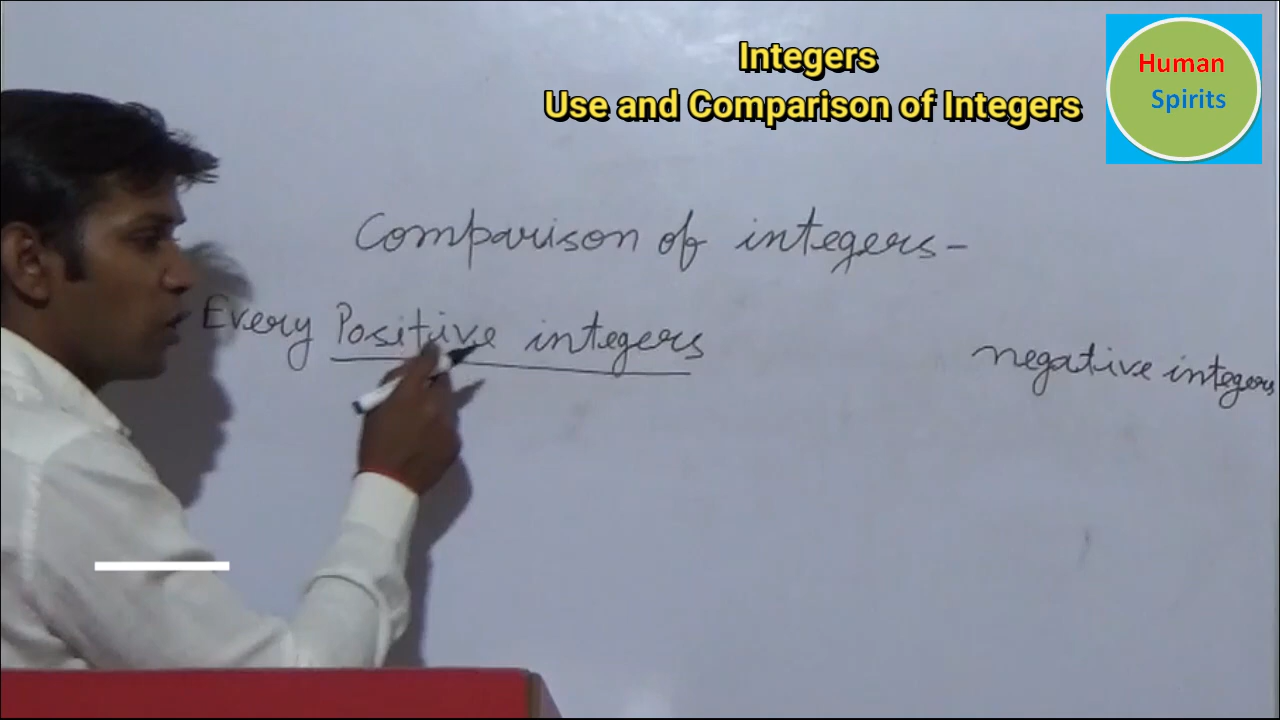 Integers
Use and Comparison of Integers
Human
Spirits
Comparison of integers-
Every Positive integers
negative integers